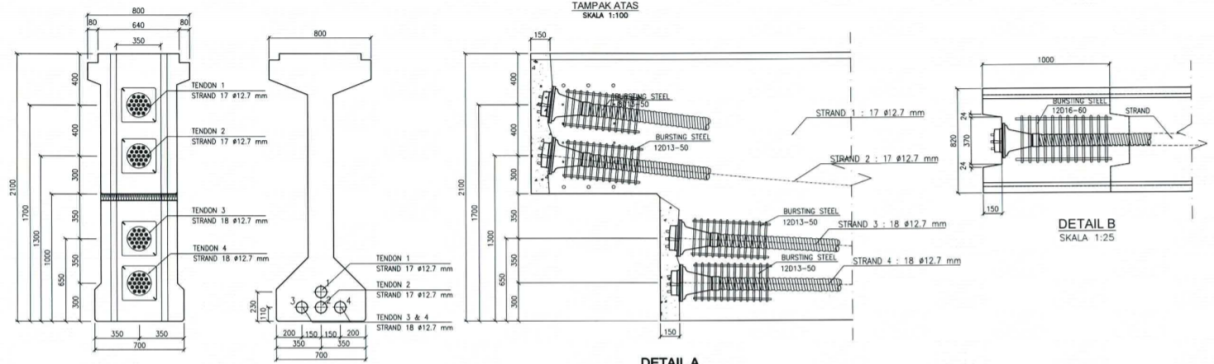 TAMPAK ATAS
SKALA 1:100
800
80
640
80
350
2100
1700
1300
1000
650
400
400
300
350
350
300
TENDON 1
STRAND 17 ø12.7 mm
TENDON 2
STRAND 17 ø12.7 mm
TENDON 3
STRAND 18 ø12.7 mm
TENDON 4
STRAND 18 ø12.7 mm
350
350
700
800
TENDON 1
STRAND 17 ø12.7 mm
TENDON 2
STRAND 17 ø12.7 mm
TENDON 3 & 4
STRAND 18 ø12.7 mm
1
2
3
4
230
110
200
150
150
200
350
350
700
150
2100
1700
1300
650
400
400
300
350
350
300
BURSTING STEEL
BURSTING STEEL
12D13-50
STRAND 1 : 17 ø12.7 mm
STRAND 2 : 17 ø12.7 mm
BURSTING STEEL
12D13-50
STRAND 3 : 18 ø12.7 mm
BURSTING STEEL
12D13-50
STRAND 4 : 18 ø12.7 mm
150
DETAIL A
1000
BURSTING STEEL
12D16-60
STRAND
820
24
370
24
150
DETAIL B
SKALA 1:25